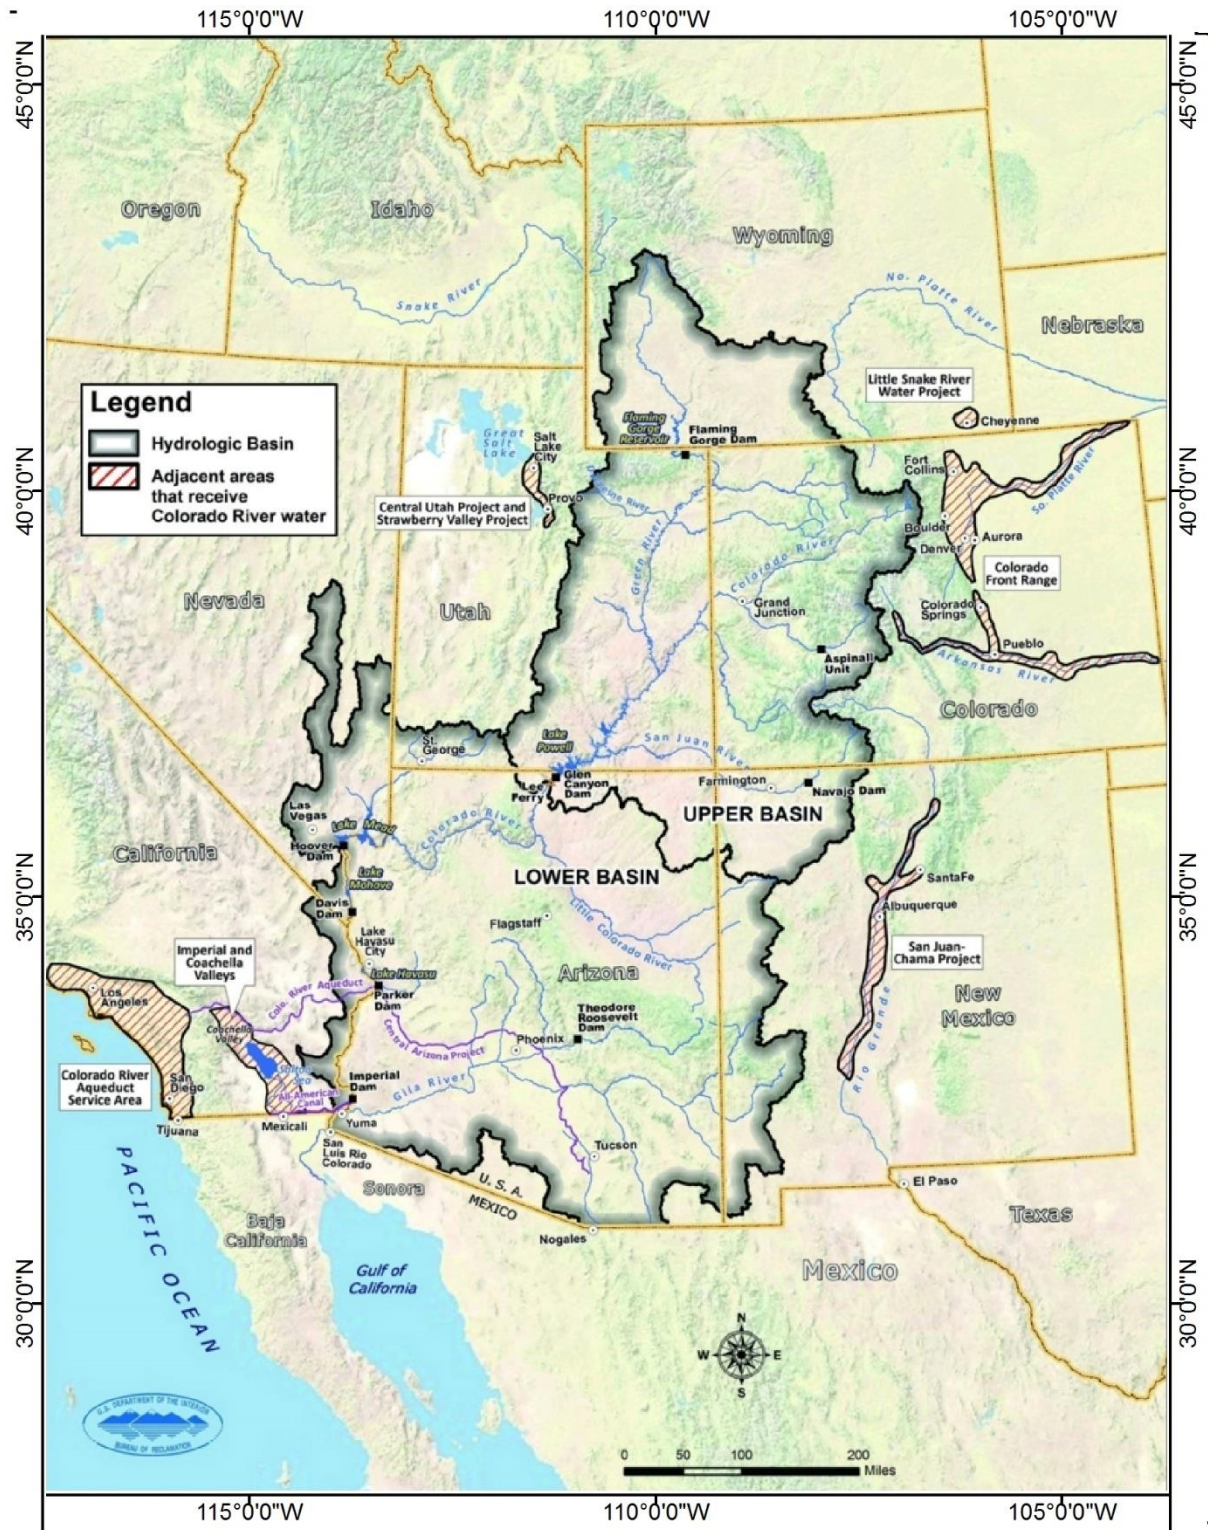 115°0'0"W
110°0'0"W
105°0'0"W
45°0'0"N
45°0'0"N
Oregon
Idaho
Wyoming
Snake River
No. Platte River
Nebraska
Legend
Hydrologic Basin
Adjacent areas
that receive
Colorado River water
Little Snake River
Water Project
Cheyenne
Flaming
Gorge
Reservoir
Flaming
Gorge Dam
Great
Salt
Lake
Salt
Lake
City
Fort
Collins
So. Platte River
40°0'0"N
40°0'0"N
Provo
Central Utah Project and
Strawberry Valley Project
Boulder
Denver
Aurora
Green River
Colorado River
Colorado
Front Range
Nevada
Utah
Grand
Junction
Colorado
Springs
Pueblo
Aspinall
Unit
Arkansas River
Colorado
St.
George
Lake
Powell
San Juan River
Lee
Ferry
Glen
Canyon
Dam
Farmington
Navajo Dam
UPPER BASIN
Las
Vegas
Lake Mead
Colorado River
Hoover
Dam
California
LOWER BASIN
Lake
Mohave
Davis
Dam
SantaFe
Albuquerque
35°0'0"N
35°0'0"N
Flagstaff
Little Colorado River
Lake
Havasu
City
Imperial and
Coachella
Valleys
San Juan-
Chama Project
Arizona
Lake Havasu
Los
Angeles
Colo. River Aqueduct
Parker
Dam
Theodore
Roosevelt
Dam
New
Mexico
Coachella
Valley
Central Arizona Project
Phoenix
Rio Grande
Colorado River
Aqueduct
Service Area
San
Diego
Salton
Sea
Imperial
Dam
Gila River
All-American
Canal
Tijuana
Mexicali
Yuma
San
Luis Rio
Colorado
Tucson
PACIFIC OCEAN
Sonora
U. S. A.
MEXICO
El Paso
Baja
California
Nogales
Texas
Gulf of
California
Mexico
30°0'0"N
30°0'0"N
N
W
E
S
U.S. DEPARTMENT OF THE INTERIOR
BUREAU OF RECLAMATION
0 50 100 200
Miles
115°0'0"W
110°0'0"W
105°0'0"W